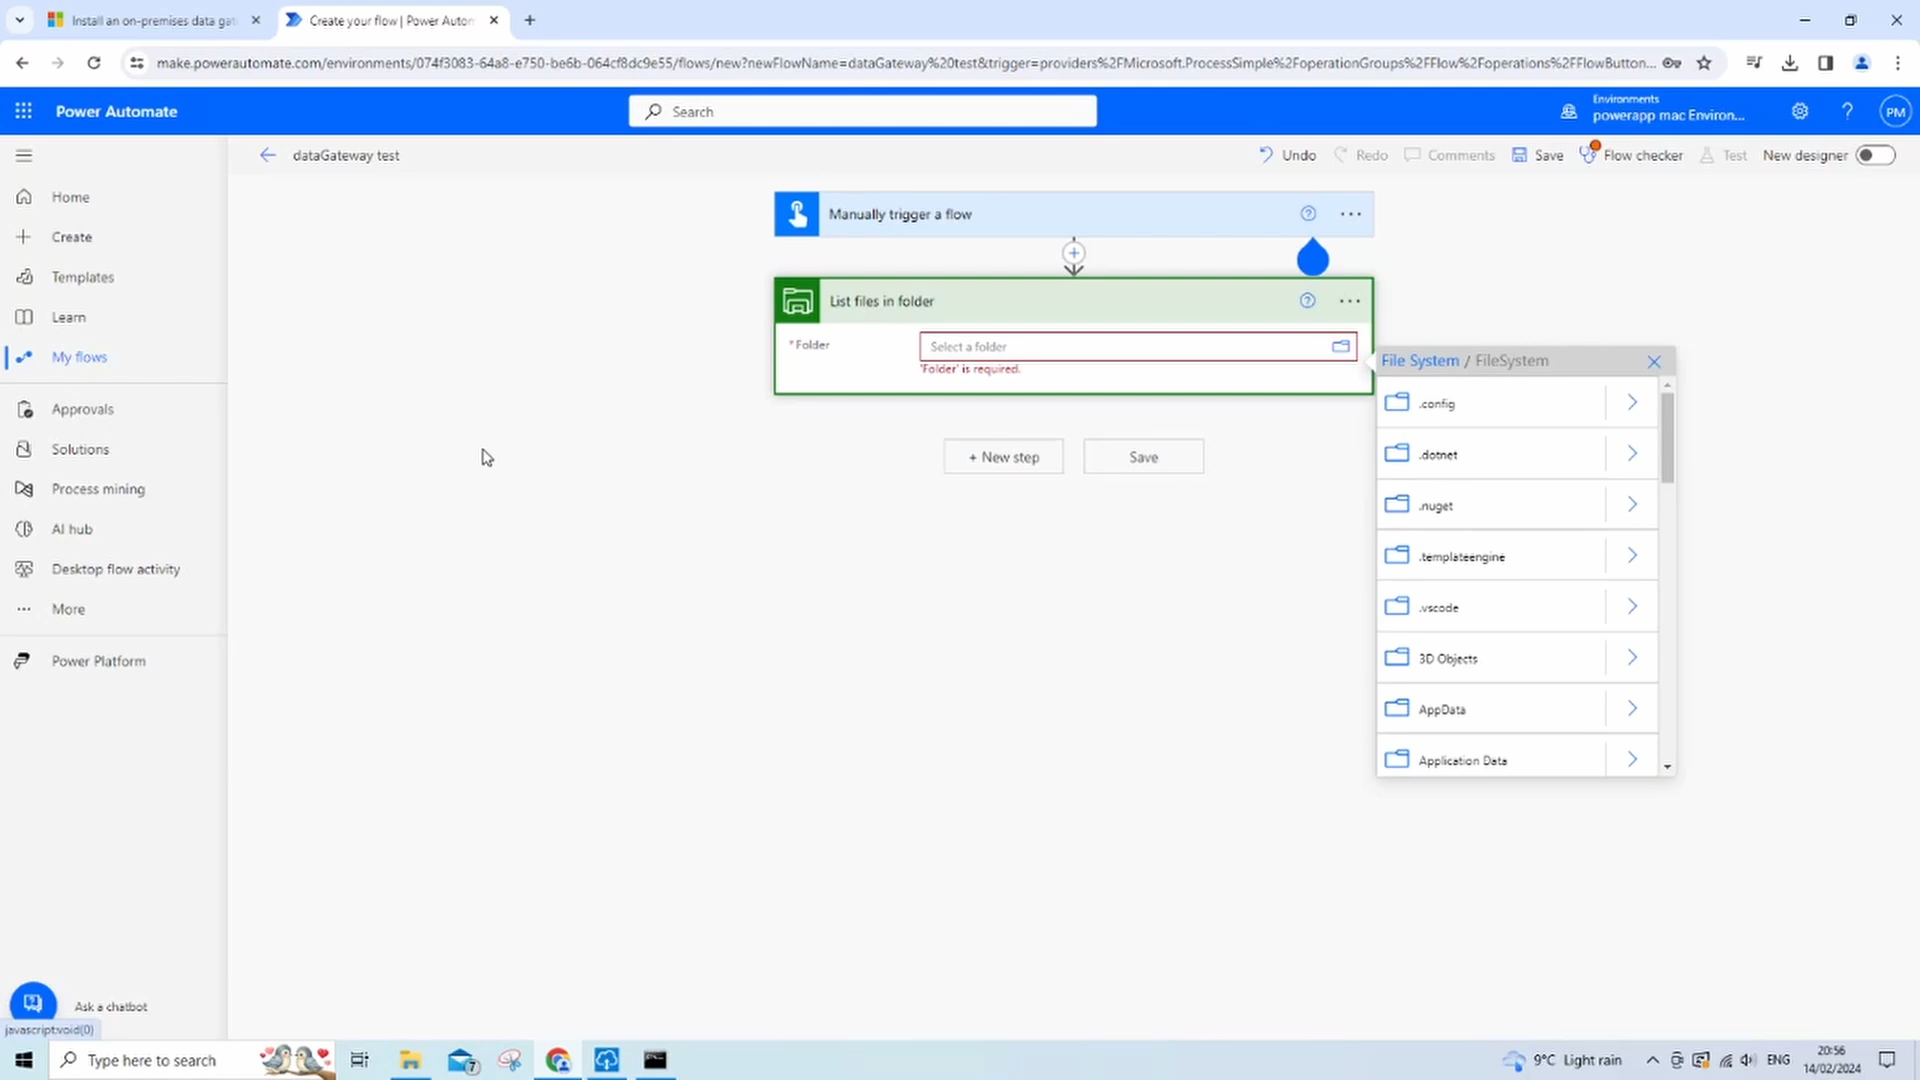 Install an on-premises data gat
Create your flow | Power Autom
make.powerautomate.com/environments/074f3083-64a8-e750-be6b-064cf8dc9e55/flows/new?newFlowName=dataGateway%20test&trigger=providers%2FMicrosoft.ProcessSimple%2FoperationGroups%2FFlow%2Foperations%2FFlowButton...
Power Automate
Search
Environments
powerapp mac Environ...
PM
dataGateway test
Undo
Redo
Comments
Save
Flow checker
Test
New designer
Home
Create
Templates
Learn
My flows
Approvals
Solutions
Process mining
AI hub
Desktop flow activity
More
Power Platform
Manually trigger a flow
List files in folder
*Folder
Select a folder
'Folder' is required.
+ New step
Save
File System / FileSystem
.config
.dotnet
.nuget
.templateengine
.vscode
3D Objects
AppData
Application Data
Ask a chatbot
javascript:void(0)
Type here to search
7
9°C Light rain
ENG
20:56
14/02/2024